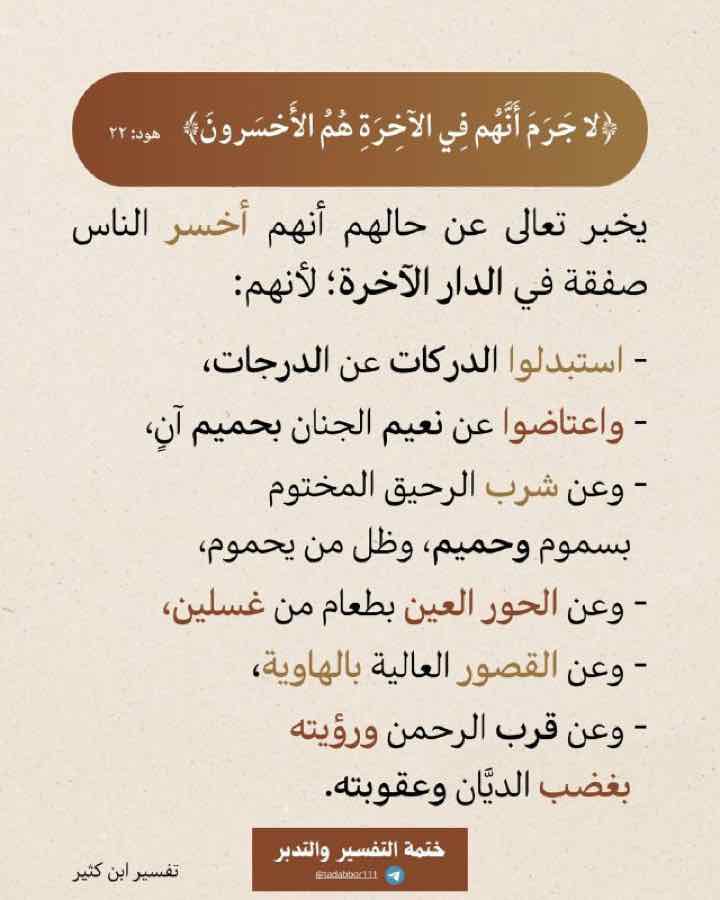 ﴿لا جَرَمَ أَنَّهُم فِي الآخِرَةِ هُمُ الأَخسَرونَ﴾ هود: ٢٢
يخبر تعالى عن حالهم أنهم أخسر الناس
صفقة في الدار الآخرة؛ لأنهم:
- استبدلوا الدركات عن الدرجات،
- واعتاضوا عن نعيم الجنان بحميم آنٍ،
- وعن شرب الرحيق المختوم
بسموم وحميم، وظل من يحموم،
- وعن الحور العين بطعام من غسلين،
- وعن القصور العالية بالهاوية،
- وعن قرب الرحمن ورؤيته
بغضب الديَّان وعقوبته.
ختمة التفسير والتدبر
@tadabbor111
تفسير ابن كثير